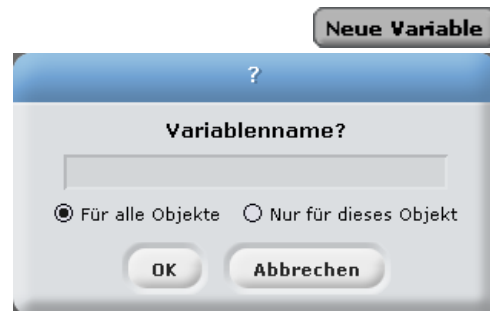 Neue Variable
?
Variablenname?
Für alle Objekte Nur für dieses Objekt
OK Abbrechen